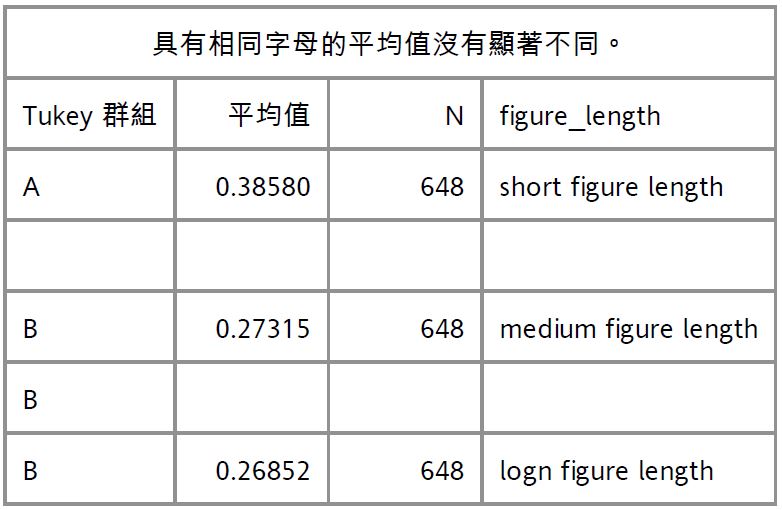 具有相同字母的平均值沒有顯著不同。
Tukey 群組 平均值 N figure_length
A 0.38580 648 short figure length
B 0.27315 648 medium figure length
B
B 0.26852 648 logn figure length